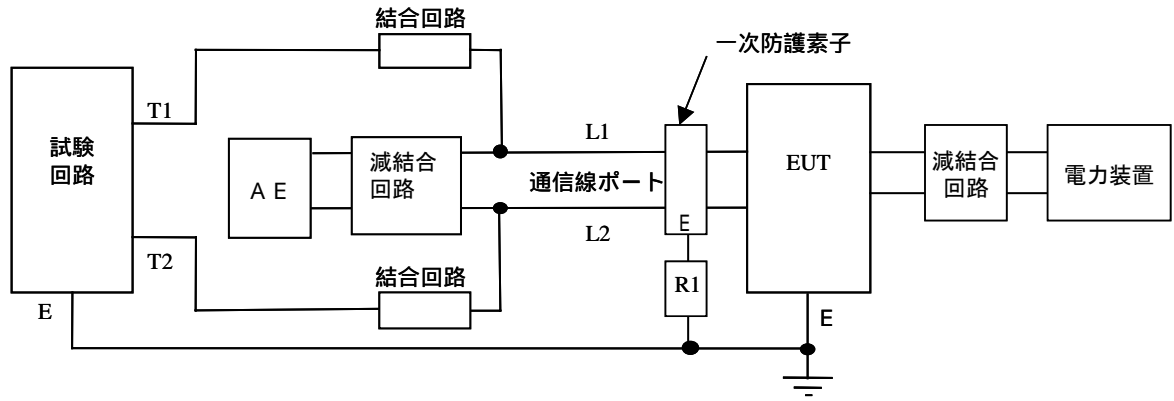 結合回路
一次防護素子
T1
試験
回路
L1
減結合
回路
ＡＥ
通信線ポート
EUT
減結合
回路
電力装置
E
L2
T2
結合回路
R1
E
E